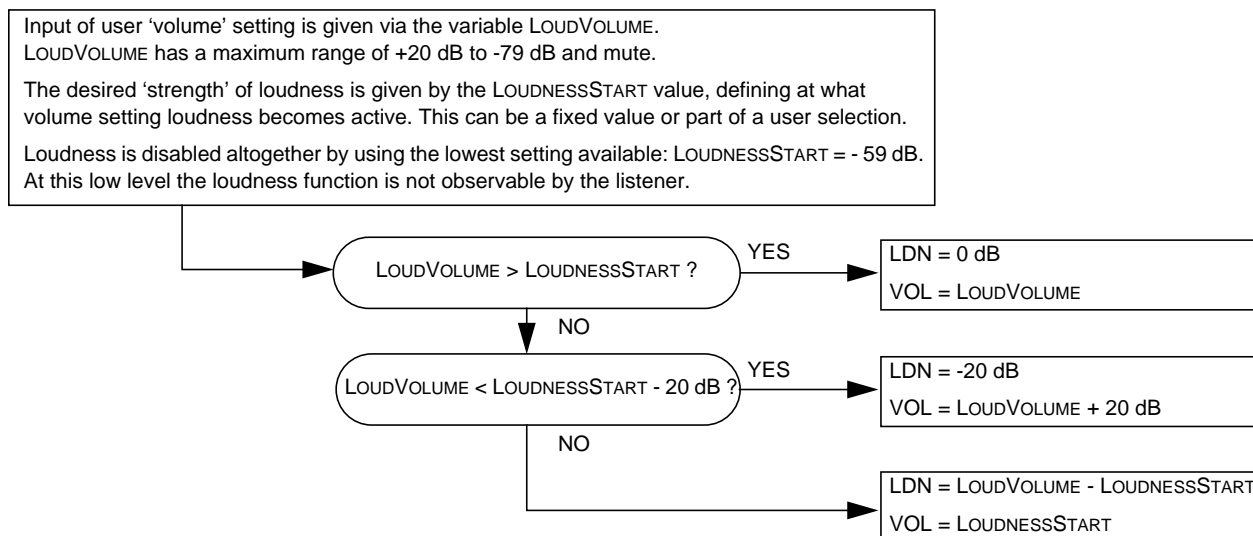 Input of user ‘volume’ setting is given via the variable LOUDVOLUME.
LOUDVOLUME has a maximum range of +20 dB to -79 dB and mute.
The desired ‘strength’ of loudness is given by the LOUDNESSSTART value, defining at what
volume setting loudness becomes active. This can be a fixed value or part of a user selection.
Loudness is disabled altogether by using the lowest setting available: LOUDNESSSTART = - 59 dB.
At this low level the loudness function is not observable by the listener.
LOUDVOLUME > LOUDNESSSTART ?
YES
LDN = 0 dB
VOL = LOUDVOLUME
NO
LOUDVOLUME < LOUDNESSSTART - 20 dB ?
YES
LDN = -20 dB
VOL = LOUDVOLUME + 20 dB
NO
LDN = LOUDVOLUME - LOUDNESSSTART
VOL = LOUDNESSSTART